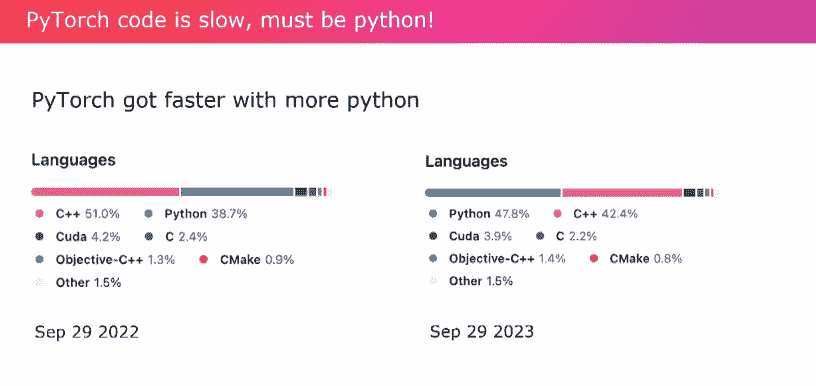 PyTorch code is slow, must be python!
PyTorch got faster with more python
Languages
C++ 51.0% Python 38.7%
Cuda 4.2% C 2.4%
Objective-C++ 1.3% CMake 0.9%
Other 1.5%
Sep 29 2022
Languages
Python 47.8% C++ 42.4%
Cuda 3.9% C 2.2%
Objective-C++ 1.4% CMake 0.8%
Other 1.5%
Sep 29 2023